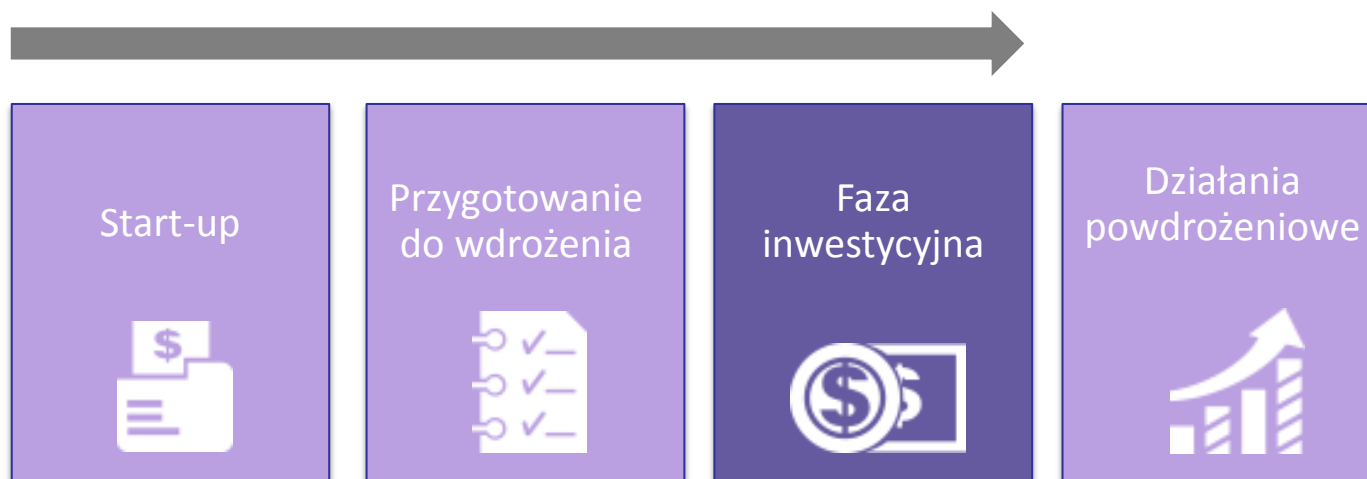 Start-up
Przygotowanie
do wdrożenia
Faza
inwestycyjna
Działania
powdrożeniowe
$
$
$